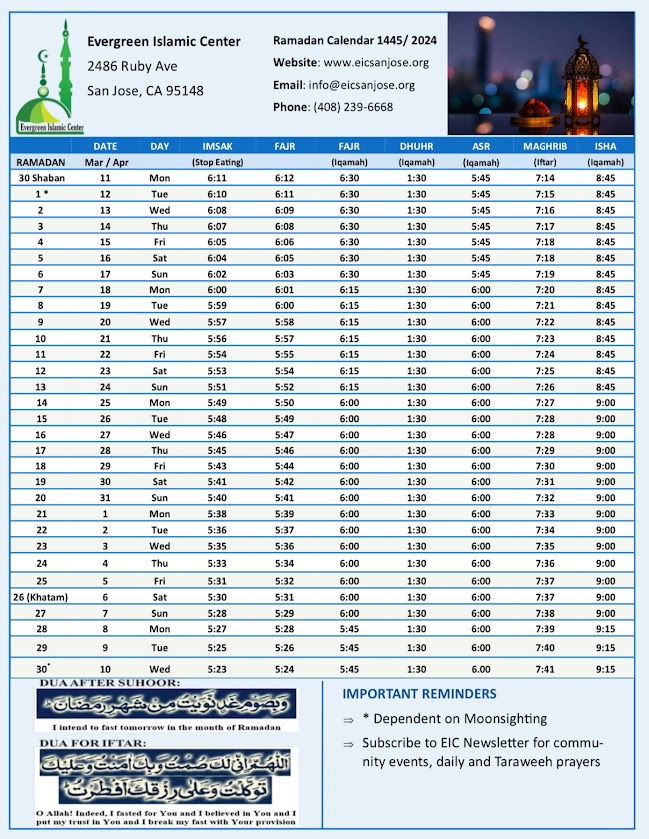 Evergreen Islamic Center
2486 Ruby Ave
San Jose, CA 95148
Ramadan Calendar 1445/ 2024
Website: www.eicsanjose.org
Email: info@eicsanjose.org
Phone: (408) 239-6668
Evergreen Islamic Center
DATE DAY IMSAK FAJR FAJR DHUHR ASR MAGHRIB ISHA
RAMADAN Mar / Apr (Stop Eating) (Iqamah) (Iqamah) (Iqamah) (Iftar) (Iqamah)
30 Shaban 11 Mon 6:11 6:12 6:30 1:30 5:45 7:14 8:45
1 * 12 Tue 6:10 6:11 6:30 1:30 5:45 7:15 8:45
2 13 Wed 6:08 6:09 6:30 1:30 5:45 7:16 8:45
3 14 Thu 6:07 6:08 6:30 1:30 5:45 7:17 8:45
4 15 Fri 6:05 6:06 6:30 1:30 5:45 7:18 8:45
5 16 Sat 6:04 6:05 6:30 1:30 5:45 7:18 8:45
6 17 Sun 6:02 6:03 6:30 1:30 5:45 7:19 8:45
7 18 Mon 6:00 6:01 6:15 1:30 6:00 7:20 8:45
8 19 Tue 5:59 6:00 6:15 1:30 6:00 7:21 8:45
9 20 Wed 5:57 5:58 6:15 1:30 6:00 7:22 8:45
10 21 Thu 5:56 5:57 6:15 1:30 6:00 7:23 8:45
11 22 Fri 5:54 5:55 6:15 1:30 6:00 7:24 8:45
12 23 Sat 5:53 5:54 6:15 1:30 6:00 7:25 8:45
13 24 Sun 5:51 5:52 6:15 1:30 6:00 7:26 8:45
14 25 Mon 5:49 5:50 6:00 1:30 6:00 7:27 9:00
15 26 Tue 5:48 5:49 6:00 1:30 6:00 7:28 9:00
16 27 Wed 5:46 5:47 6:00 1:30 6:00 7:28 9:00
17 28 Thu 5:45 5:46 6:00 1:30 6:00 7:29 9:00
18 29 Fri 5:43 5:44 6:00 1:30 6:00 7:30 9:00
19 30 Sat 5:41 5:42 6:00 1:30 6:00 7:31 9:00
20 31 Sun 5:40 5:41 6:00 1:30 6:00 7:32 9:00
21 1 Mon 5:38 5:39 6:00 1:30 6:00 7:33 9:00
22 2 Tue 5:36 5:37 6:00 1:30 6:00 7:34 9:00
23 3 Wed 5:35 5:36 6:00 1:30 6:00 7:35 9:00
24 4 Thu 5:33 5:34 6:00 1:30 6:00 7:36 9:00
25 5 Fri 5:31 5:32 6:00 1:30 6:00 7:37 9:00
26 (Khatam) 6 Sat 5:30 5:31 6:00 1:30 6:00 7:37 9:00
27 7 Sun 5:28 5:29 6:00 1:30 6:00 7:38 9:00
28 8 Mon 5:27 5:28 5:45 1:30 6:00 7:39 9:15
29 9 Tue 5:25 5:26 5:45 1:30 6:00 7:40 9:15
30* 10 Wed 5:23 5:24 5:45 1:30 6.00 7:41 9:15
DUA AFTER SUHOOR:
وَبِصَوْمِ غَدٍ نَّوَيْتُ مِنْ شَهْرِ رَمَضَانَ
I intend to fast tomorrow in the month of Ramadan
DUA FOR IFTAR:
اَللّٰهُمَّ اِنِّى لَكَ صُمْتُ وَبِكَ اٰمَنْتُ وَعَلَيْكَ
تَوَكَّلْتُ وَعَلٰى رِزْقِكَ اَفْطَرْتُ
O Allah! Indeed, I fasted for You and I believed in You and I
put my trust in You and I break my fast with Your provision
IMPORTANT REMINDERS
⇒ * Dependent on Moonsighting
⇒ Subscribe to EIC Newsletter for commu-
nity events, daily and Taraweeh prayers